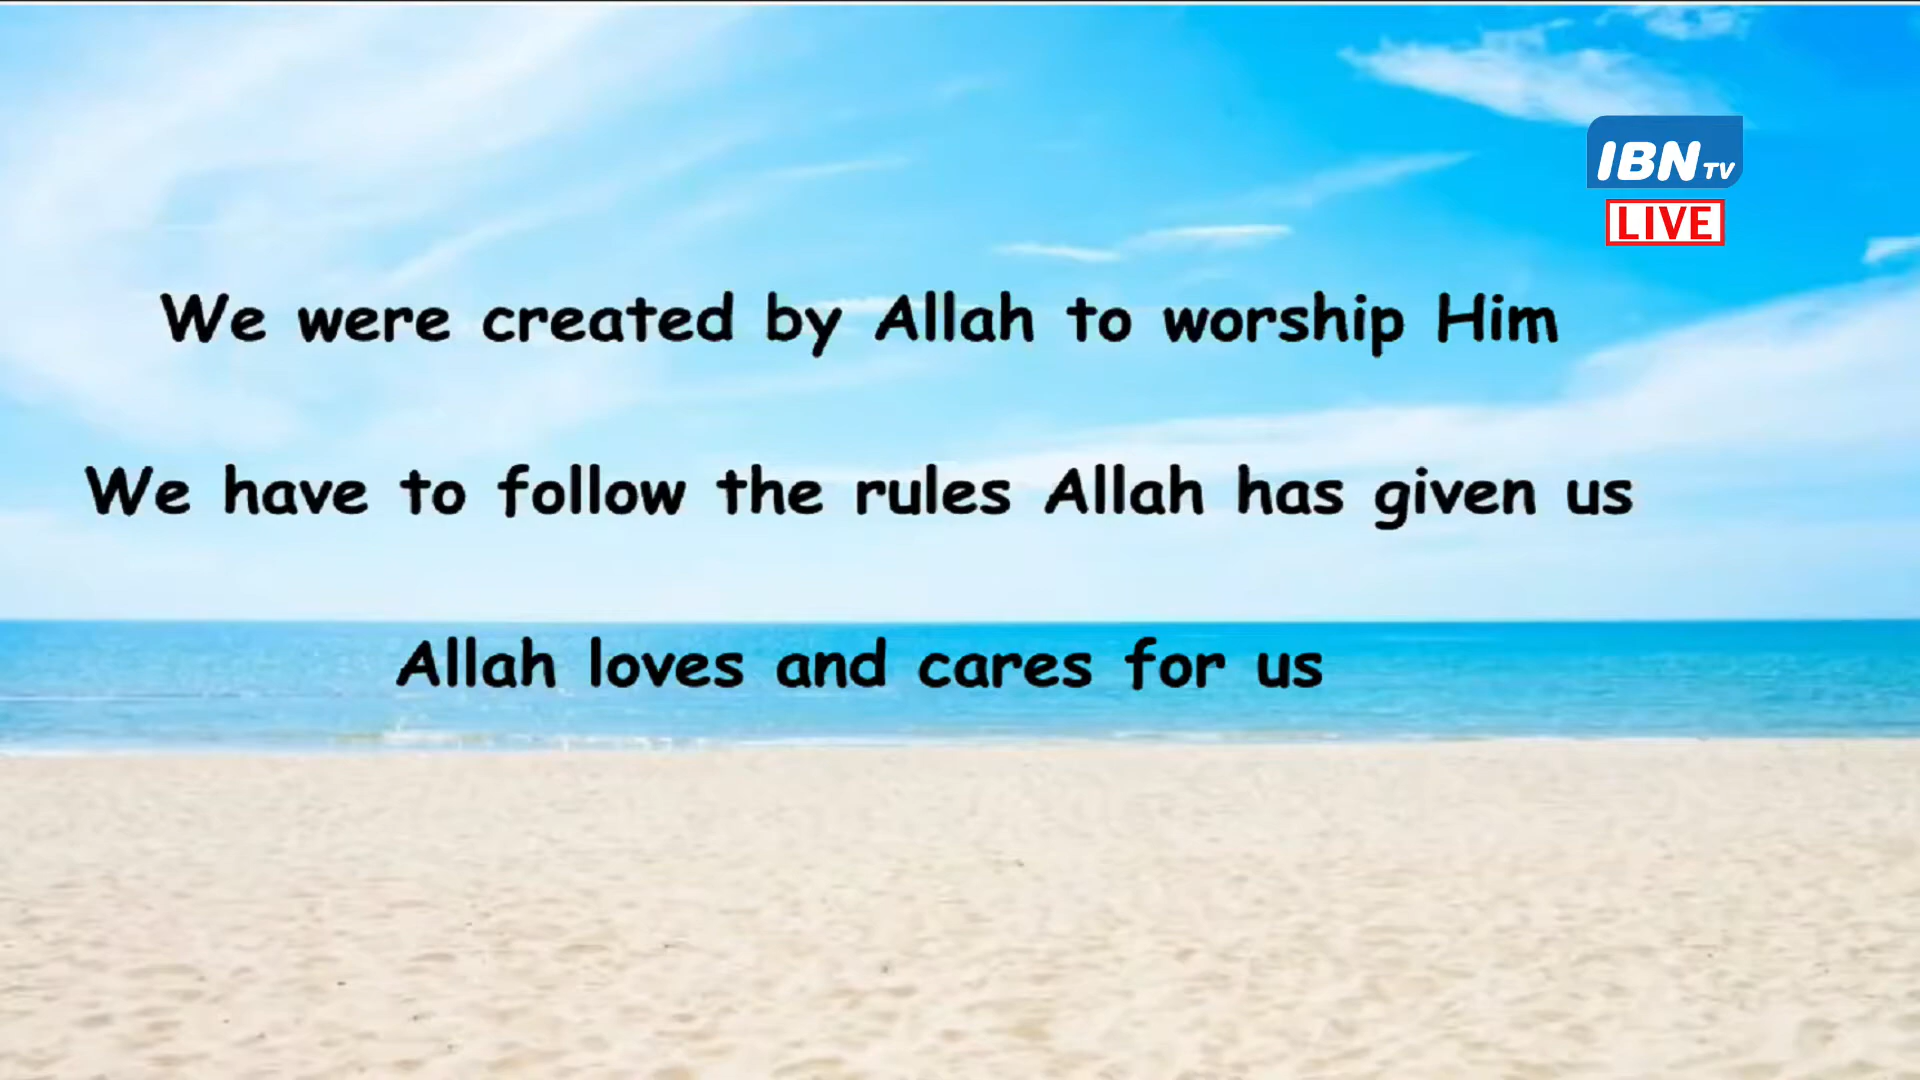 IBN TV
LIVE
We were created by Allah to worship Him
We have to follow the rules Allah has given us
Allah loves and cares for us